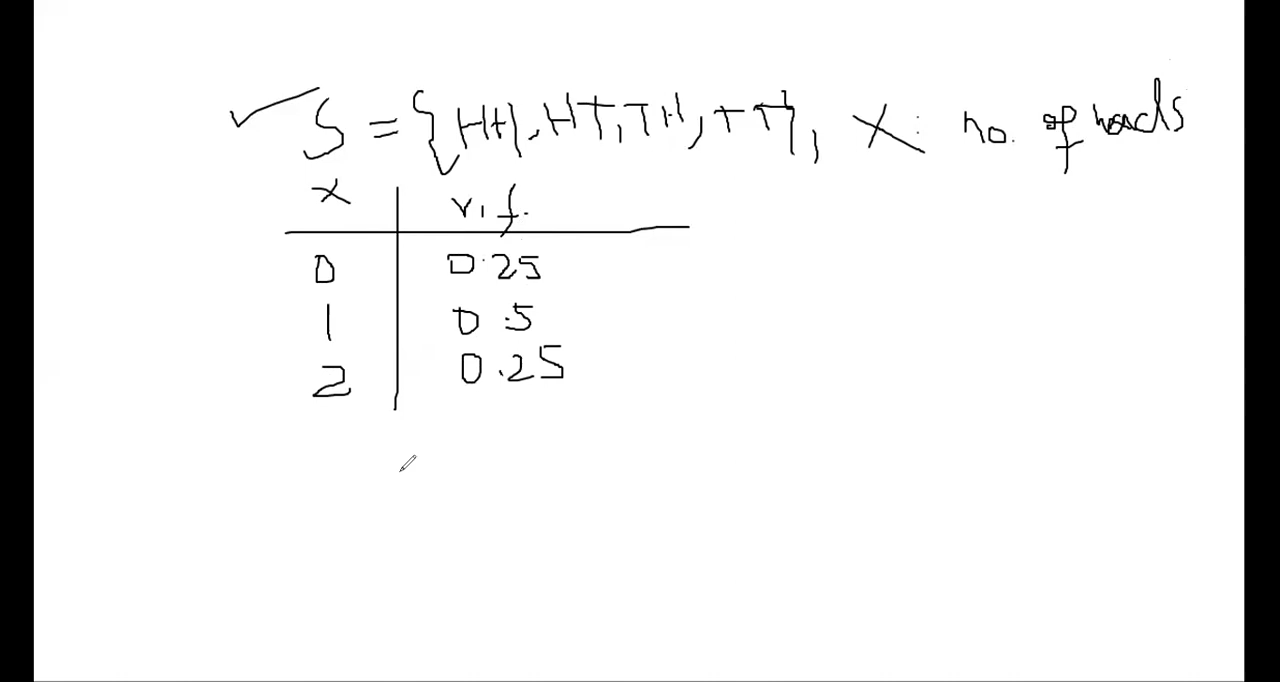 S = {HH, HT, TH, TT}, X: no. of heads
x r.f.
0 0.25
1 0.5
2 0.25